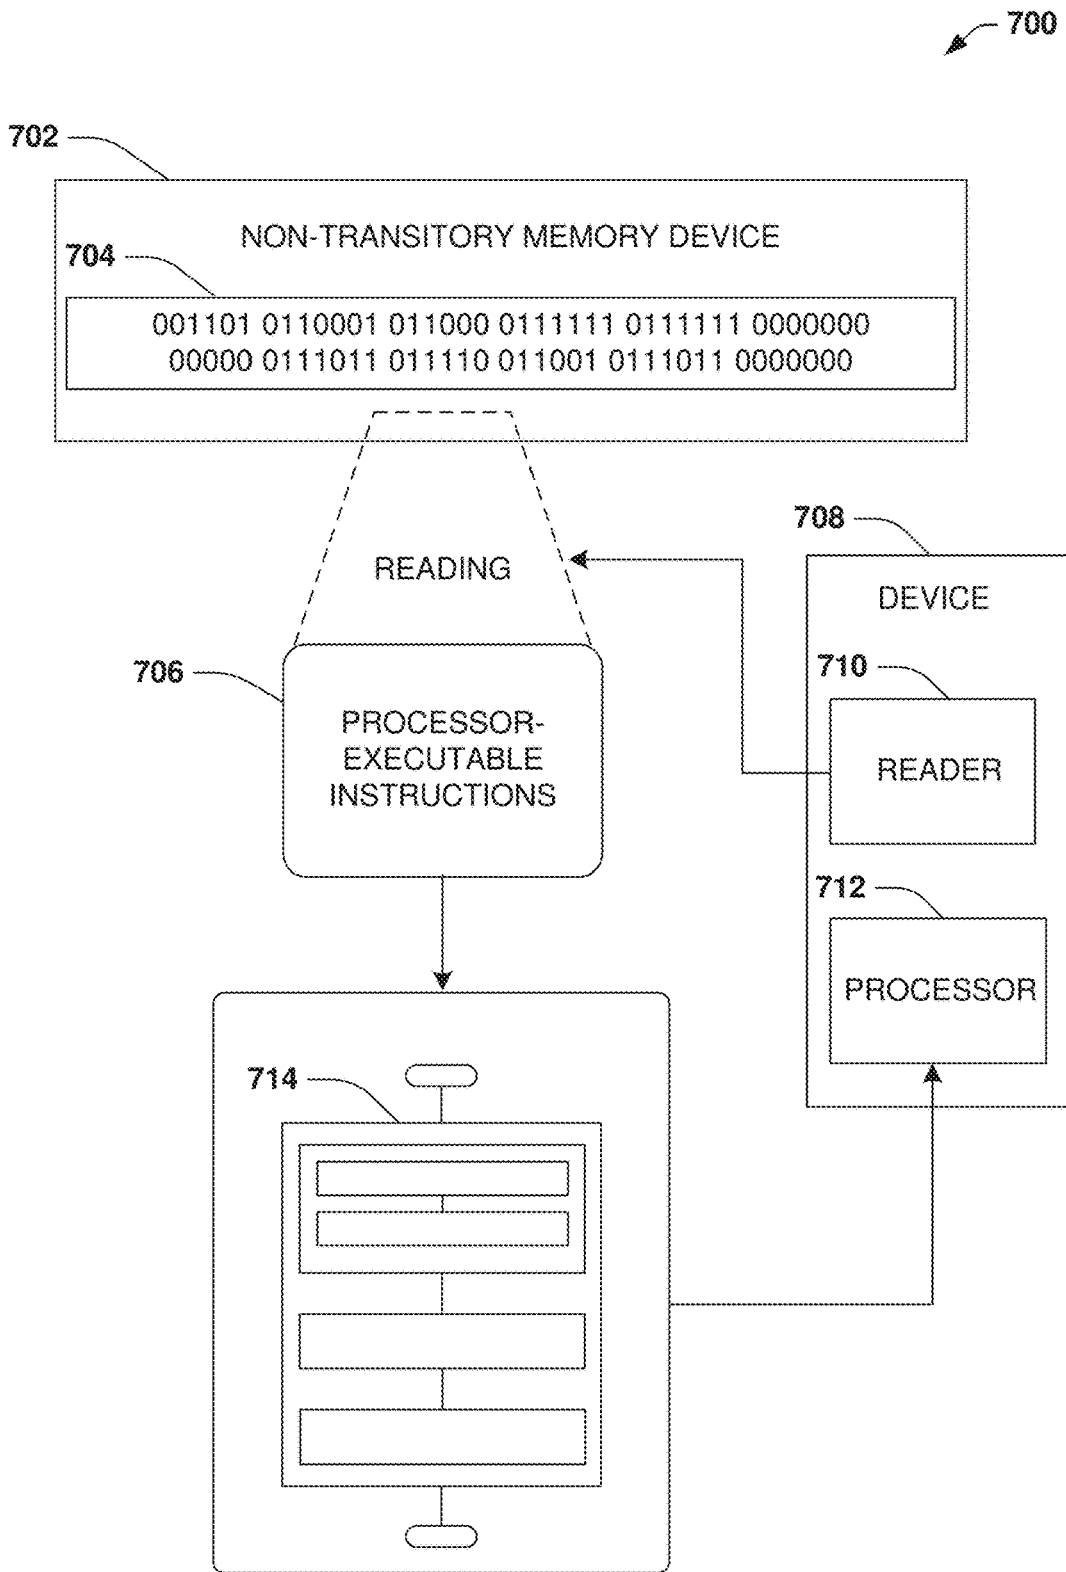 700
702
NON-TRANSITORY MEMORY DEVICE
704
001101 0110001 011000 0111111 0111111 0000000
00000 0111011 011110 011001 0111011 0000000
708
READING
DEVICE
706
710
PROCESSOR-
EXECUTABLE
INSTRUCTIONS
READER
712
PROCESSOR
714